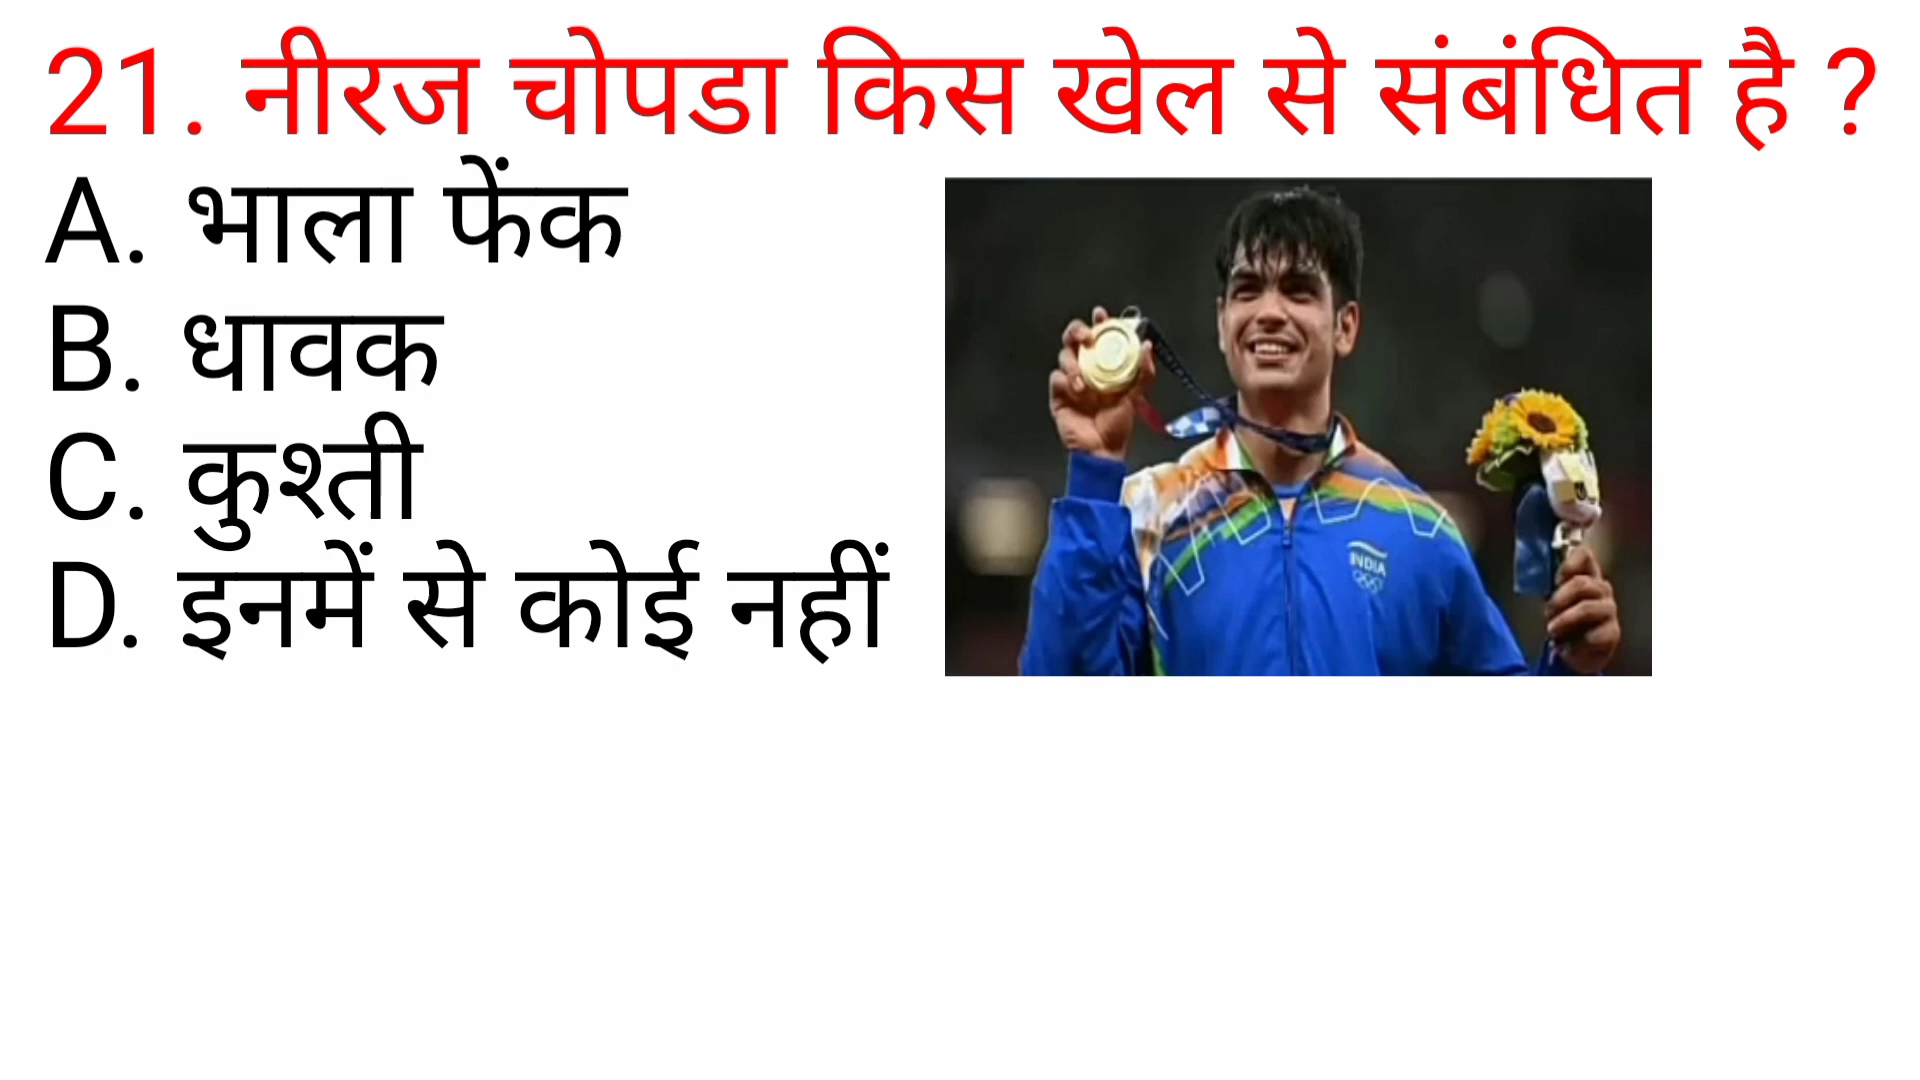 21. नीरज चोपडा किस खेल से संबंधित है ?
A. भाला फेंक
B. धावक
C. कुश्ती
D. इनमें से कोई नहीं
INDIA